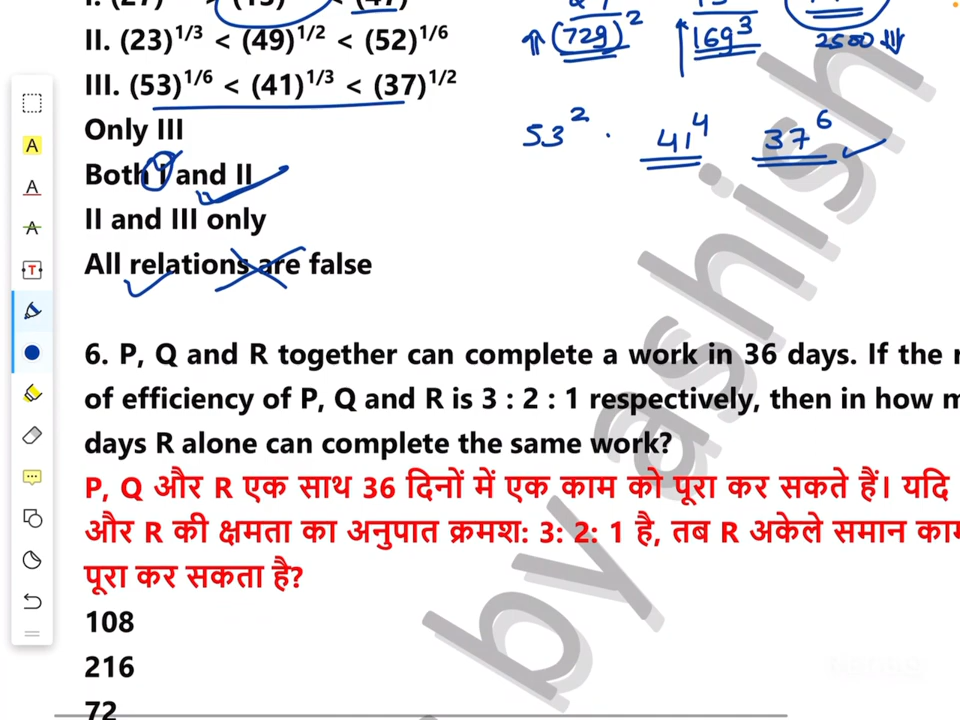 II. (23)^1/3 < (49)^1/2 < (52)^1/6
(729)^2 169^3 2500
III. (53)^1/6 < (41)^1/3 < (37)^1/2
Only III
53^2 . 41^4 37^6
Both I and II
II and III only
All relations are false
6. P, Q and R together can complete a work in 36 days. If the
of efficiency of P, Q and R is 3 : 2 : 1 respectively, then in how
days R alone can complete the same work?
P, Q और R एक साथ 36 दिनों में एक काम को पूरा कर सकते हैं। यदि
और R की क्षमता का अनुपात क्रमश: 3: 2: 1 है, तब R अकेले समान
पूरा कर सकता है?
108
216
72
by ashish